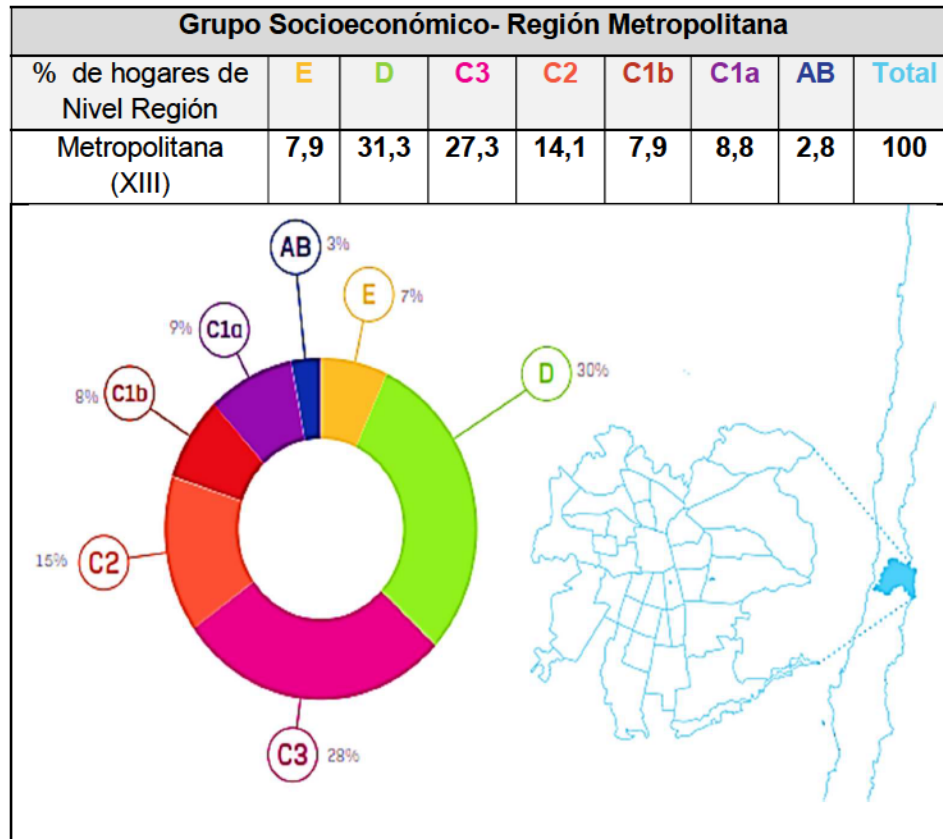 Grupo Socioeconómico- Región Metropolitana
% de hogares de Nivel Región E D C3 C2 C1b C1a AB Total
Metropolitana (XIII) 7,9 31,3 27,3 14,1 7,9 8,8 2,8 100
AB 3%
E 7%
C1a 9%
D 30%
C1b 8%
C2 15%
C3 28%